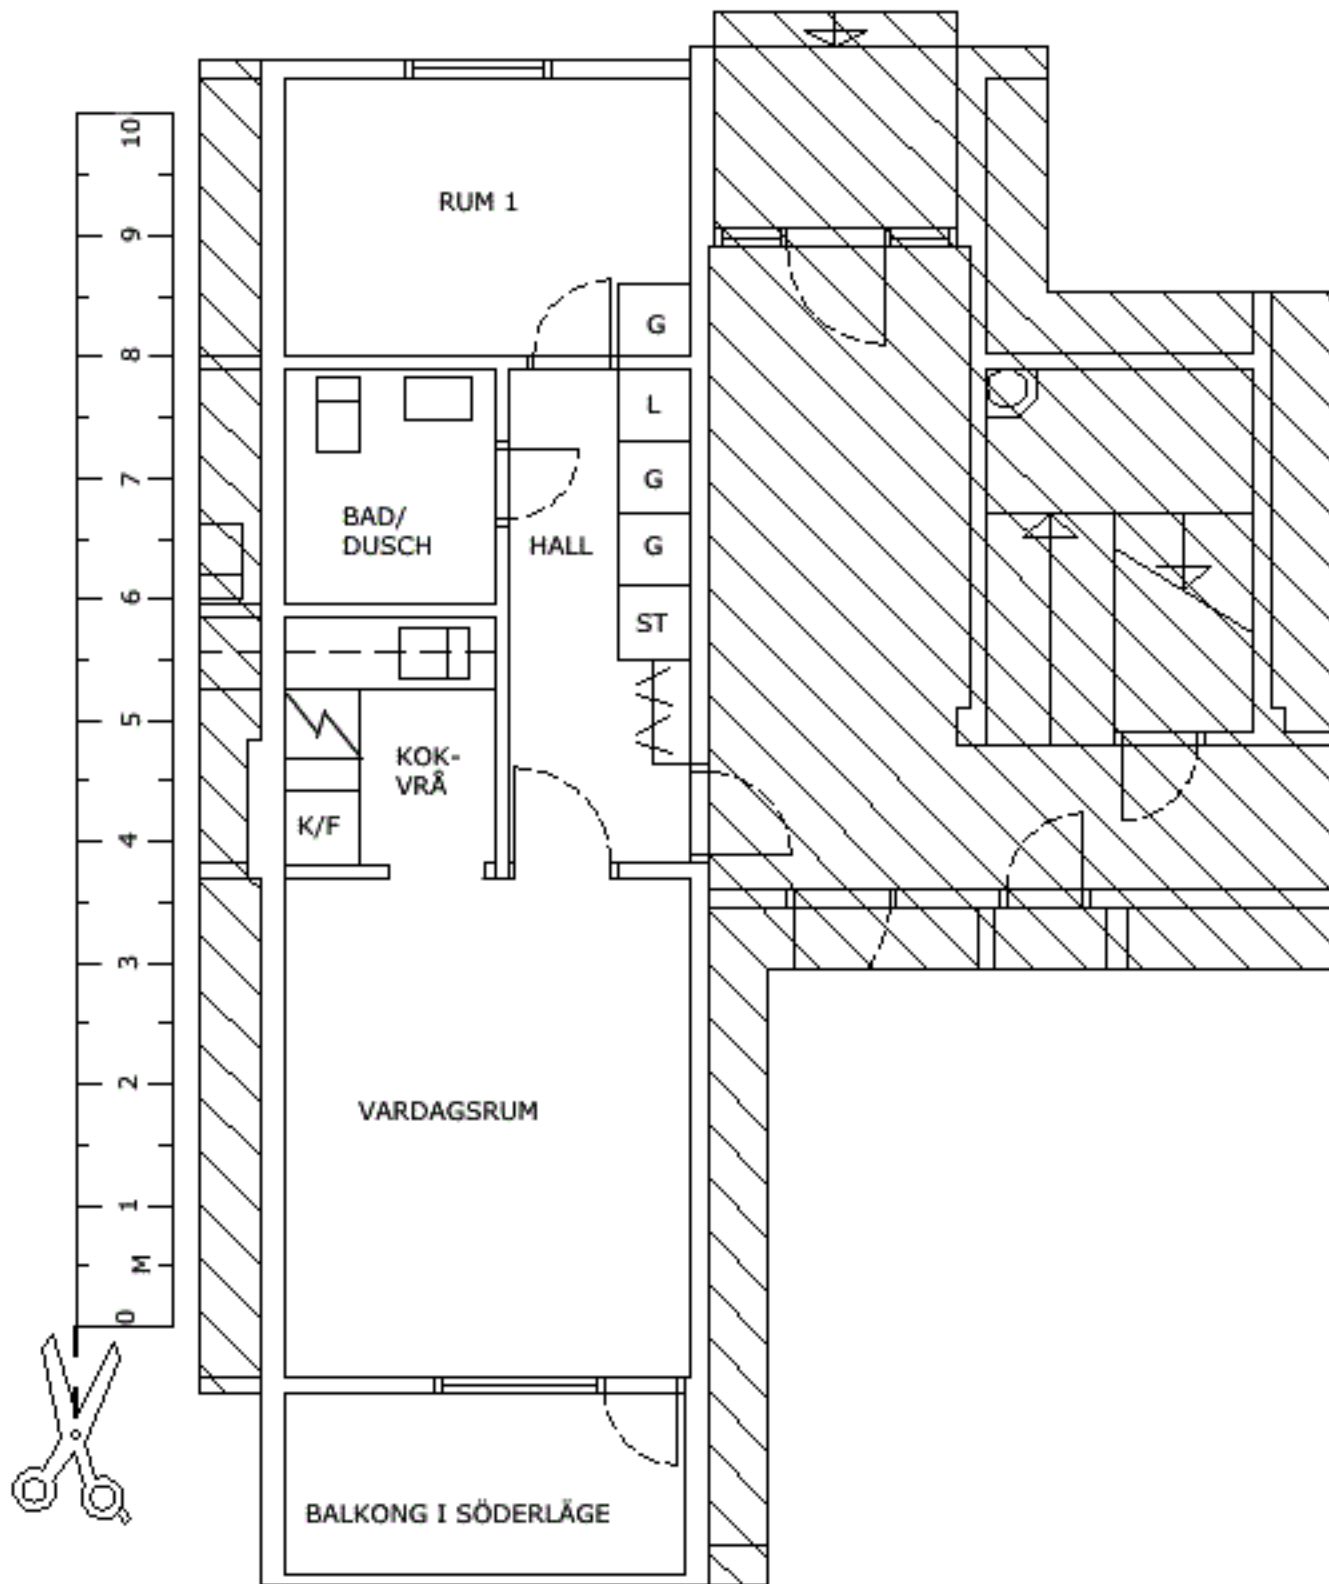 10
9
8
7
6
5
4
3
2
1
M
0
RUM 1
G
L
G
G
ST
BAD/
DUSCH
HALL
KOK-
VRÅ
K/F
VARDAGSRUM
BALKONG I SÖDERLÄGE